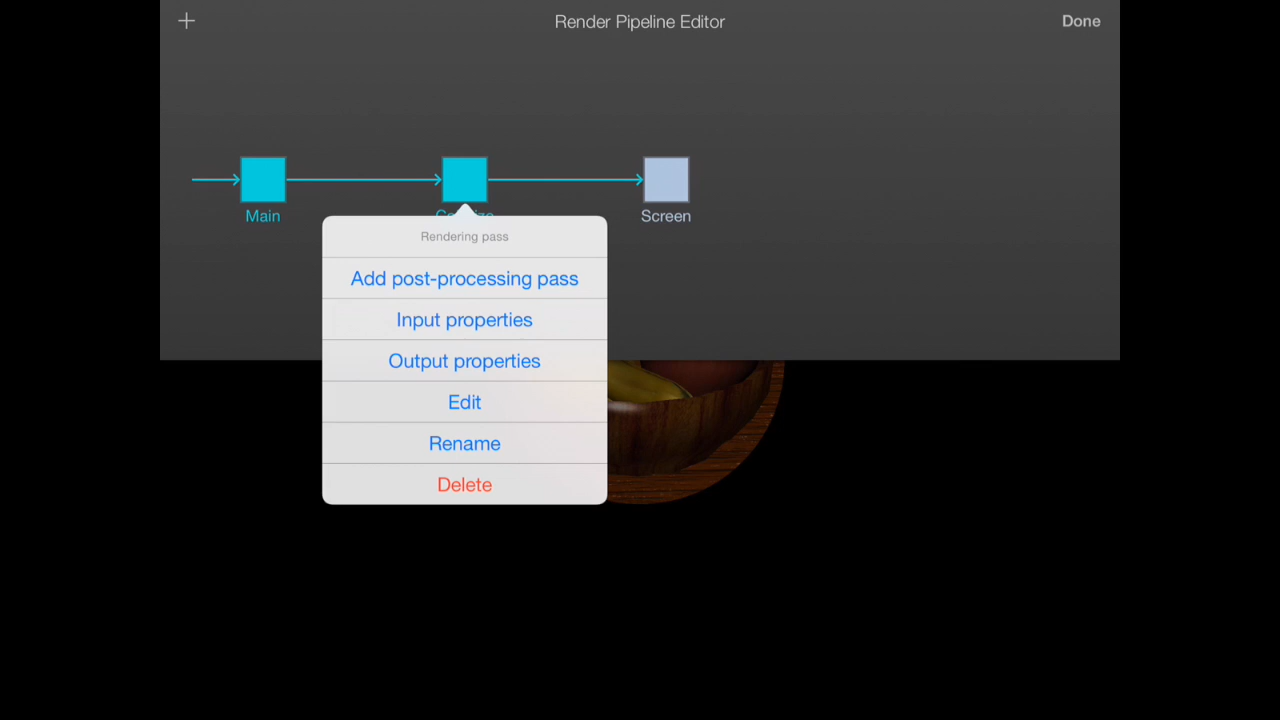 Render Pipeline Editor
Done
Main
Screen
Rendering pass
Add post-processing pass
Input properties
Output properties
Edit
Rename
Delete